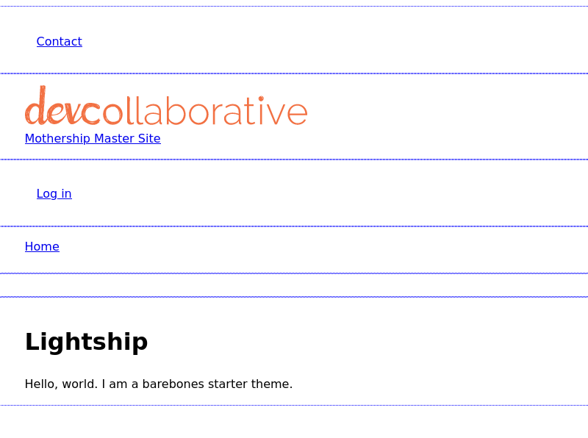 Contact
devcollaborative
Mothership Master Site
Log in
Home
Lightship
Hello, world. I am a barebones starter theme.